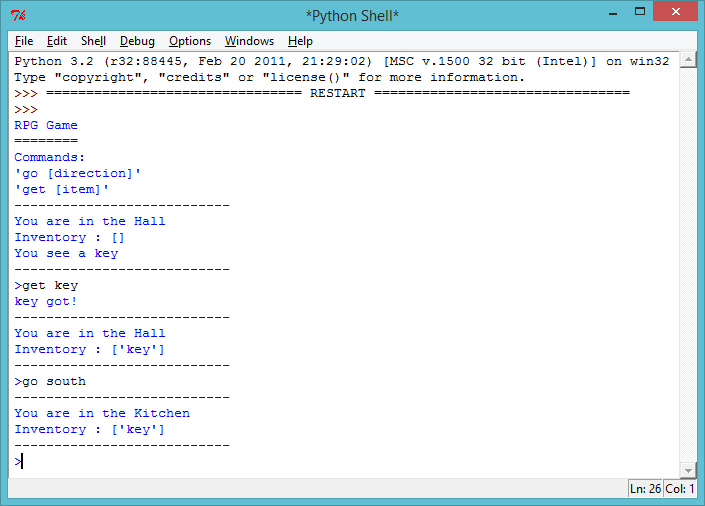 *Python Shell*
File Edit Shell Debug Options Windows Help
Python 3.2 (r32:88445, Feb 20 2011, 21:29:02) [MSC v.1500 32 bit (Intel)] on win32
Type "copyright", "credits" or "license()" for more information.
>>> ================================ RESTART ================================
>>>
RPG Game
========
Commands:
'go [direction]'
'get [item]'
---------------------------
You are in the Hall
Inventory : []
You see a key
---------------------------
>get key
key got!
---------------------------
You are in the Hall
Inventory : ['key']
---------------------------
>go south
---------------------------
You are in the Kitchen
Inventory : ['key']
---------------------------
>
Ln: 26 Col: 1